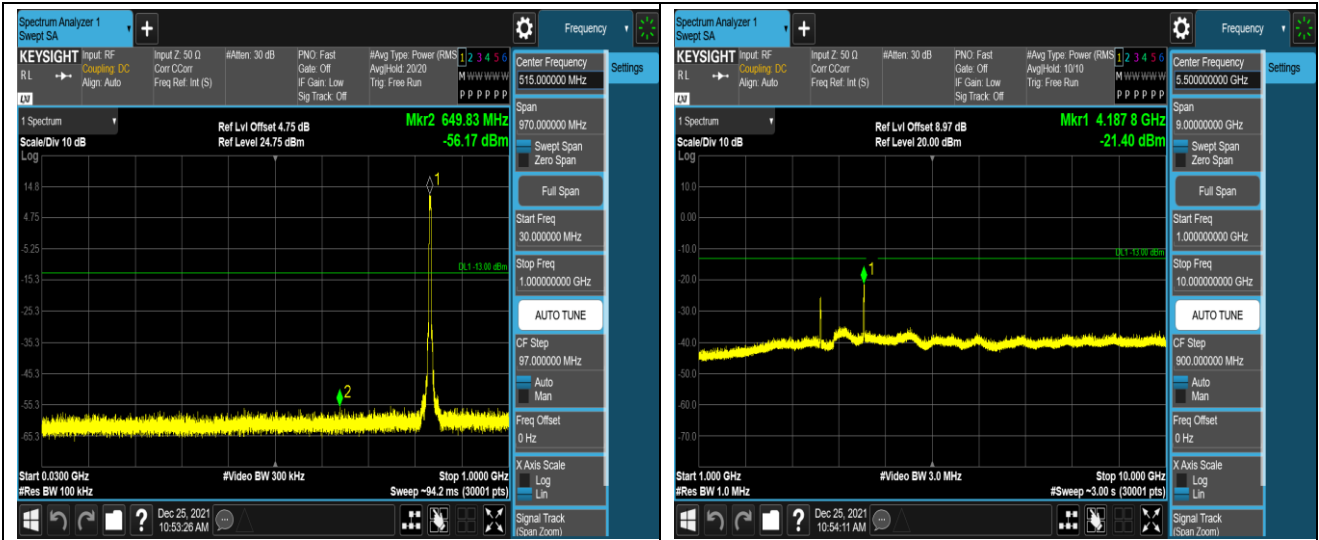 Spectrum Analyzer 1
Swept SA
+
Frequency
KEYSIGHT
RL
Input: RF
Coupling: DC
Align: Auto
Input Z: 50 Ω
Corr CCorr
Freq Ref: Int (S)
#Atten: 30 dB
PNO: Fast
Gate: Off
IF Gain: Low
Sig Track: Off
#Avg Type: Power (RMS
Avg|Hold: 20/20
Trig: Free Run
1 2 3 4 5 6
M W W W W W
P P P P P P
Center Frequency
515.000000 MHz
Settings
Span
970.000000 MHz
Swept Span
Zero Span
Full Span
Start Freq
30.000000 MHz
Stop Freq
1.000000000 GHz
AUTO TUNE
CF Step
97.000000 MHz
Auto
Man
Freq Offset
0 Hz
X Axis Scale
Log
Lin
Signal Track
(Span Zoom)
1 Spectrum
Scale/Div 10 dB
Log
Ref Lvl Offset 4.75 dB
Ref Level 24.75 dBm
Mkr2 649.83 MHz
-56.17 dBm
14.8
4.75
-5.25
-15.3
-25.3
-35.3
-45.3
-55.3
-65.3
DL1 -13.00 dBm
1
2
Start 0.0300 GHz
#Res BW 100 kHz
#Video BW 300 kHz
Stop 1.0000 GHz
Sweep ~94.2 ms (30001 pts)
?
Dec 25, 2021
10:53:26 AM
Spectrum Analyzer 1
Swept SA
+
Frequency
KEYSIGHT
RL
Input: RF
Coupling: DC
Align: Auto
Input Z: 50 Ω
Corr CCorr
Freq Ref: Int (S)
#Atten: 30 dB
PNO: Fast
Gate: Off
IF Gain: Low
Sig Track: Off
#Avg Type: Power (RMS
Avg|Hold: 10/10
Trig: Free Run
1 2 3 4 5 6
M W W W W W
P P P P P P
Center Frequency
5.500000000 GHz
Settings
Span
9.00000000 GHz
Swept Span
Zero Span
Full Span
Start Freq
1.000000000 GHz
Stop Freq
10.000000000 GHz
AUTO TUNE
CF Step
900.000000 MHz
Auto
Man
Freq Offset
0 Hz
X Axis Scale
Log
Lin
Signal Track
(Span Zoom)
1 Spectrum
Scale/Div 10 dB
Log
Ref Lvl Offset 8.97 dB
Ref Level 20.00 dBm
Mkr1 4.187 8 GHz
-21.40 dBm
10.0
0.00
-10.0
-20.0
-30.0
-40.0
-50.0
-60.0
-70.0
DL1 -13.00 dBm
1
Start 1.000 GHz
#Res BW 1.0 MHz
#Video BW 3.0 MHz
Stop 10.000 GHz
#Sweep ~3.00 s (30001 pts)
?
Dec 25, 2021
10:54:11 AM